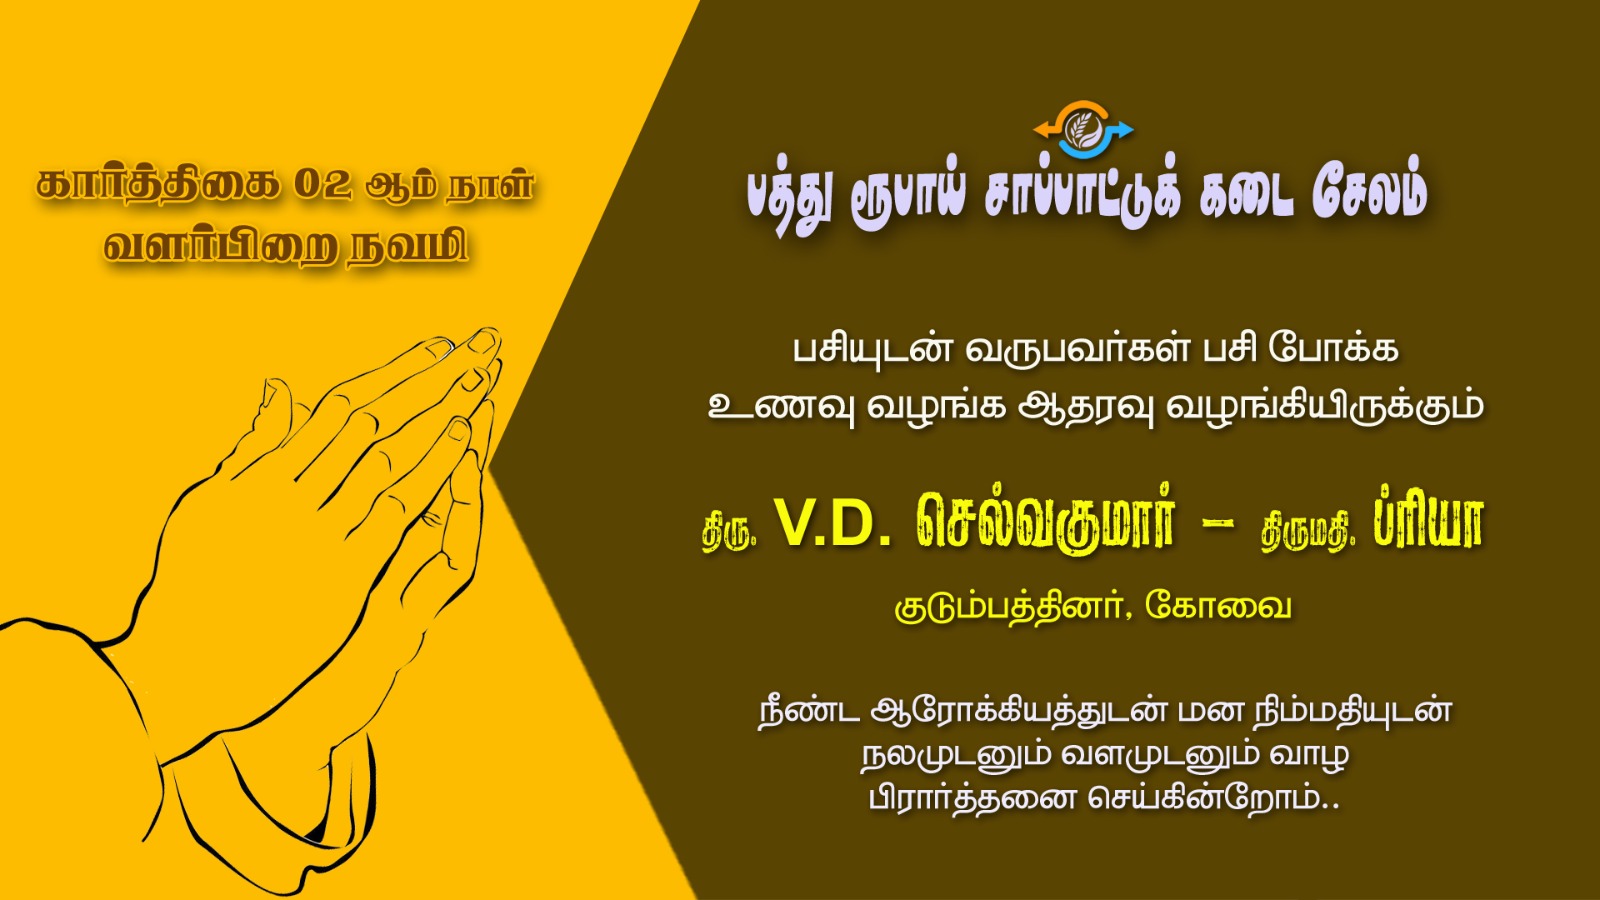 கார்த்திகை 02 ஆம் நாள்
வளர்பிறை நவமி
பத்து ரூபாய் சாப்பாட்டுக் கடை சேலம்
பசியுடன் வருபவர்கள் பசி போக்க
உணவு வழங்க ஆதரவு வழங்கியிருக்கும்
திரு. V.D. செல்வகுமார் – திருமதி. ப்ரியா
குடும்பத்தினர், கோவை
நீண்ட ஆரோக்கியத்துடன் மன நிம்மதியுடன்
நலமுடனும் வளமுடனும் வாழ
பிரார்த்தனை செய்கின்றோம்..